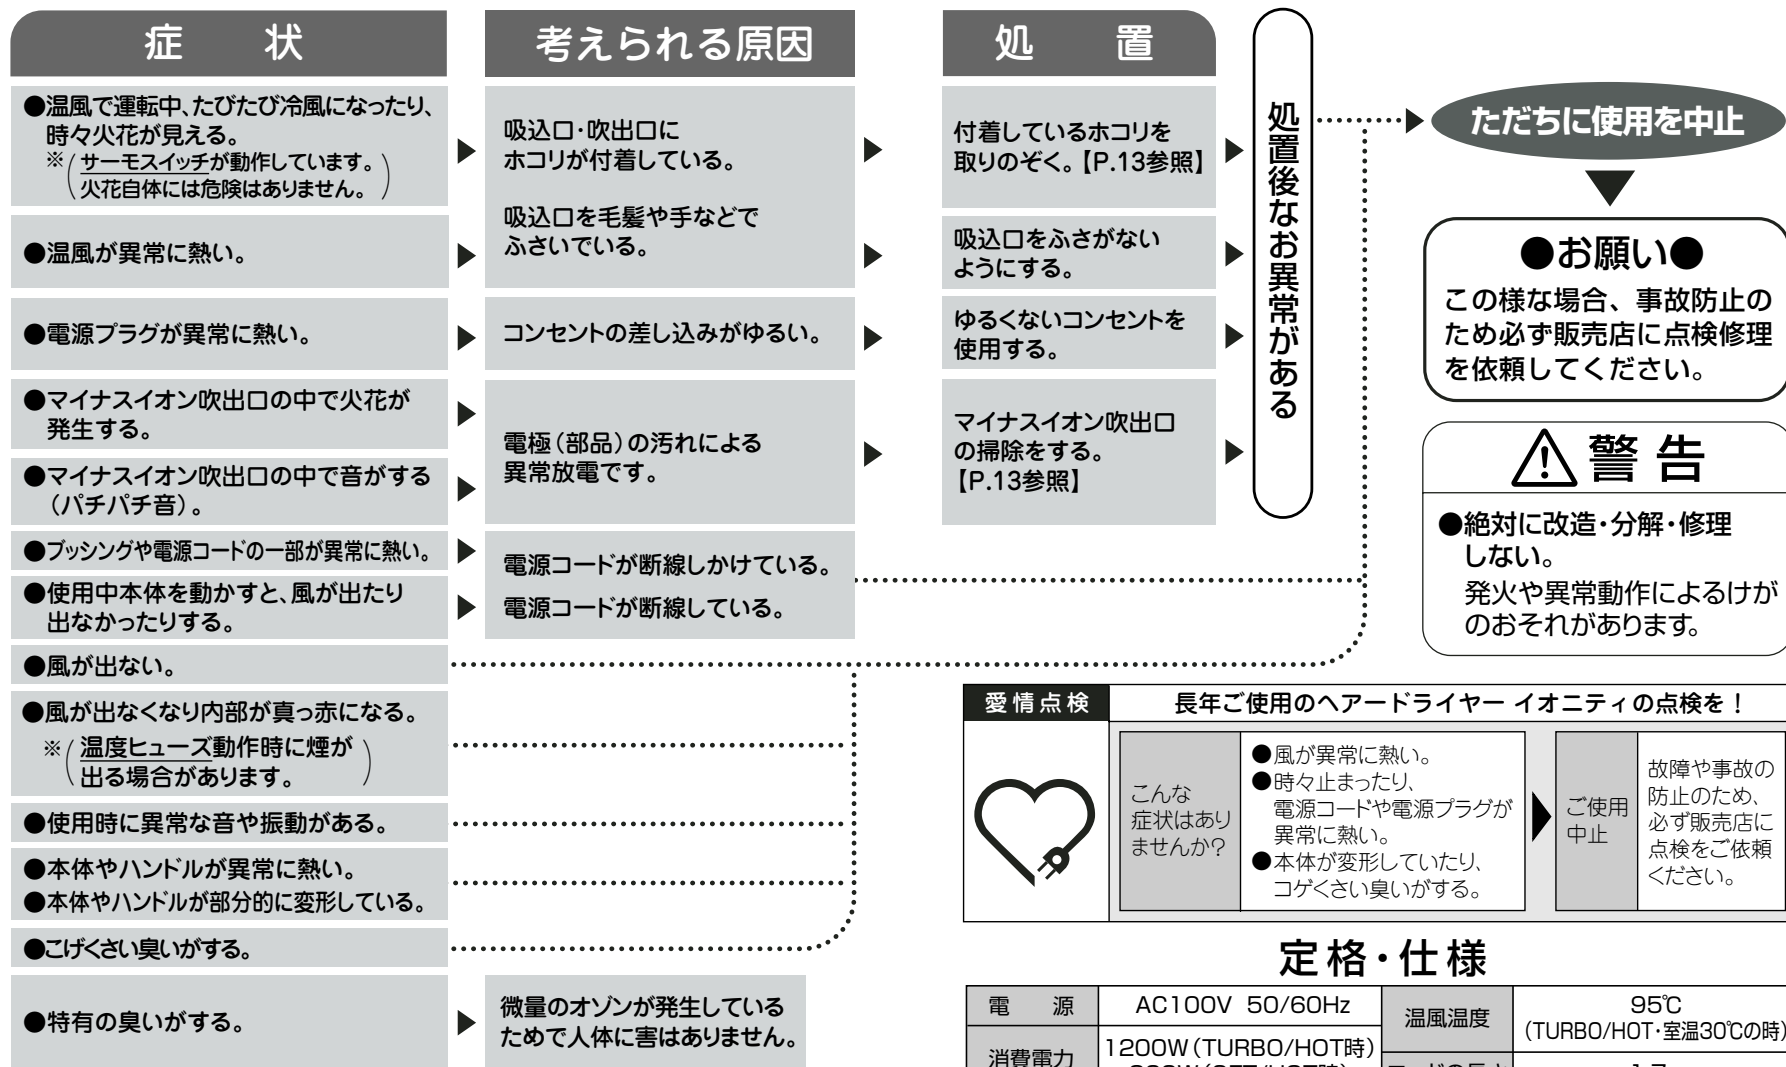 症　状
考えられる原因
処　置
●温風で運転中、たびたび冷風になったり、
時々火花が見える。
※(サーモスイッチが動作しています。
火花自体には危険はありません。)
吸込口・吹出口に
ホコリが付着している。
付着しているホコリを
取りのぞく。【P.13参照】
●温風が異常に熱い。
吸込口を毛髪や手などで
ふさいでいる。
吸込口をふさがない
ようにする。
●電源プラグが異常に熱い。
コンセントの差し込みがゆるい。
ゆるくないコンセントを
使用する。
●マイナスイオン吹出口の中で火花が
発生する。
●マイナスイオン吹出口の中で音がする
(パチパチ音)。
電極(部品)の汚れによる
異常放電です。
マイナスイオン吹出口
の掃除をする。
【P.13参照】
●ブッシングや電源コードの一部が異常に熱い。
●使用中本体を動かすと、風が出たり
出なかったりする。
電源コードが断線しかけている。
電源コードが断線している。
●風が出ない。
●風が出なくなり内部が真っ赤になる。
※(温度ヒューズ動作時に煙が
出る場合があります。)
●使用時に異常な音や振動がある。
●本体やハンドルが異常に熱い。
●本体やハンドルが部分的に変形している。
●こげくさい臭いがする。
●特有の臭いがする。
微量のオゾンが発生している
ためで人体に害はありません。
処置後なお異常がある
ただちに使用を中止
●お願い●
この様な場合、事故防止の
ため必ず販売店に点検修理
を依頼してください。
警告
●絶対に改造・分解・修理
しない。
発火や異常動作によるけが
のおそれがあります。
愛情点検
長年ご使用のヘアードライヤー イオニティの点検を！
こんな
症状はあり
ませんか？
●風が異常に熱い。
●時々止まったり、
電源コードや電源プラグが
異常に熱い。
●本体が変形していたり、
コゲくさい臭いがする。
ご使用
中止
故障や事故の
防止のため、
必ず販売店に
点検をご依頼
ください。
定格・仕様
電　源
AC100V 50/60Hz
温風温度
95℃
(TURBO/HOT・室温30℃の時)
消費電力
1200W(TURBO/HOT時)